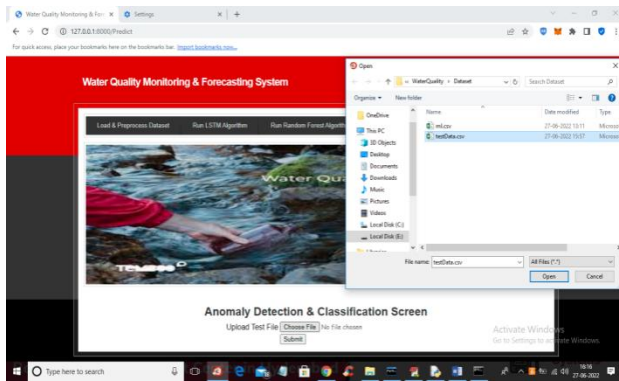 Water Quality Monitoring & For
Settings
127.0.0.1:8000/Predict
For quick access, place your bookmarks here on the bookmarks bar. Import bookmarks now...
Water Quality Monitoring & Forecasting System
Load & Preprocess Dataset Run LSTM Algorithm Run Random Forest Algorith
Water Qu
Anomaly Detection & Classification Screen
Upload Test File Choose File No file chosen
Submit
Open
« WaterQuality › Dataset
Search Dataset
Organize New folder
Name Date modified Type
OneDrive
This PC
3D Objects
Desktop
Documents
Downloads
Music
Pictures
Videos
Local Disk (C:)
Local Disk (E:)
27-06-2022 13:11
testData.csv 27-06-2022 15:57
File name: testData.csv All Files (*.*)
Open Cancel
Activate Windows
Go to Settings to activate Windows.
Type here to search
16:16
27-06-2022